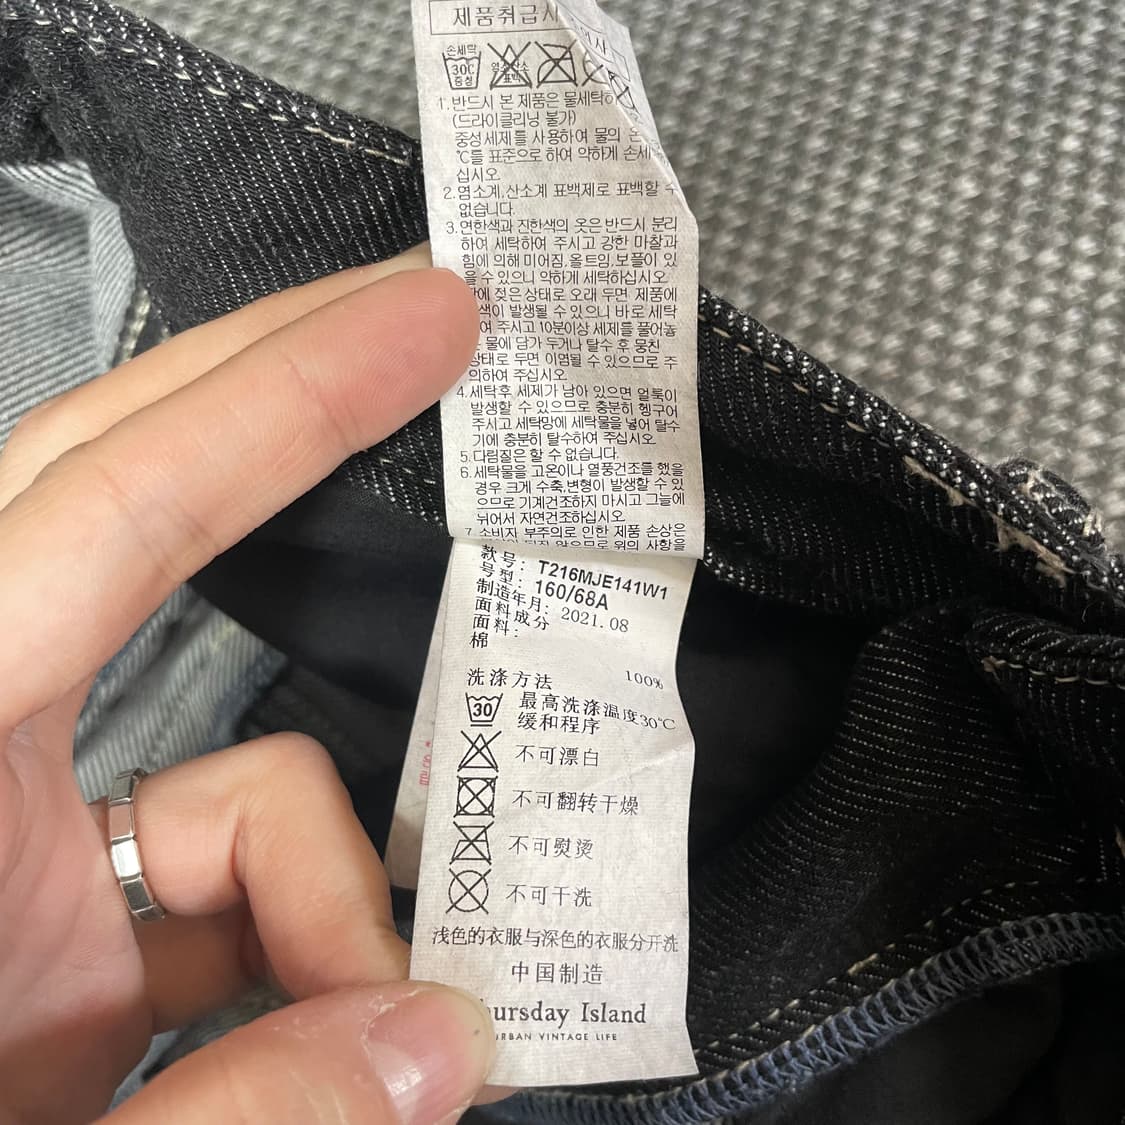 제품취급시
손세탁
30℃
중성
표백
1. 반드시 본 제품은 물세탁하
(드라이클리닝 불가)
중성세제를 사용하여 물의 온
℃를 표준으로 하여 약하게 손세
십시오.
2. 염소계,산소계 표백제로 표백할 수
없습니다.
3. 연한색과 진한색의 옷은 반드시 분리
하여 세탁하여 주시고 강한 마찰과
힘에 의해 미어짐,올트임,보풀이 있
을 수 있으니 약하게 세탁하십시오.
에 젖은 상태로 오래 두면 제품에
색이 발생될 수 있으니 바로 세탁
여 주시고 10분이상 세제를 풀어놓
물에 담가 두거나 탈수 후 뭉친
상태로 두면 이염될 수 있으므로 주
의하여 주십시오.
4. 세탁후 세제가 남아 있으면 얼룩이
발생할 수 있으므로 충분히 헹구어
주시고 세탁망에 세탁물을 넣어 탈수
기에 충분히 탈수하여 주십시오.
5. 다림질은 할 수 없습니다.
6. 세탁물을 고온이나 열풍건조를 했을
경우 크게 수축,변형이 발생할 수 있
으므로 기계건조하지 마시고 그늘에
뉘어서 자연건조하십시오.
7. 소비자 부주의로 인한 제품 손상은
않으므로 위의 사항을
款号: T216MJE141W1
号型: 160/68A
制造年月: 2021.08
面料成分
面料:
棉 100%
洗涤方法
30 最高洗涤温度30℃
缓和程序
不可漂白
不可翻转干燥
不可熨烫
不可干洗
浅色的衣服与深色的衣服分开洗
中国制造
hursday Island
URBAN VINTAGE LIFE